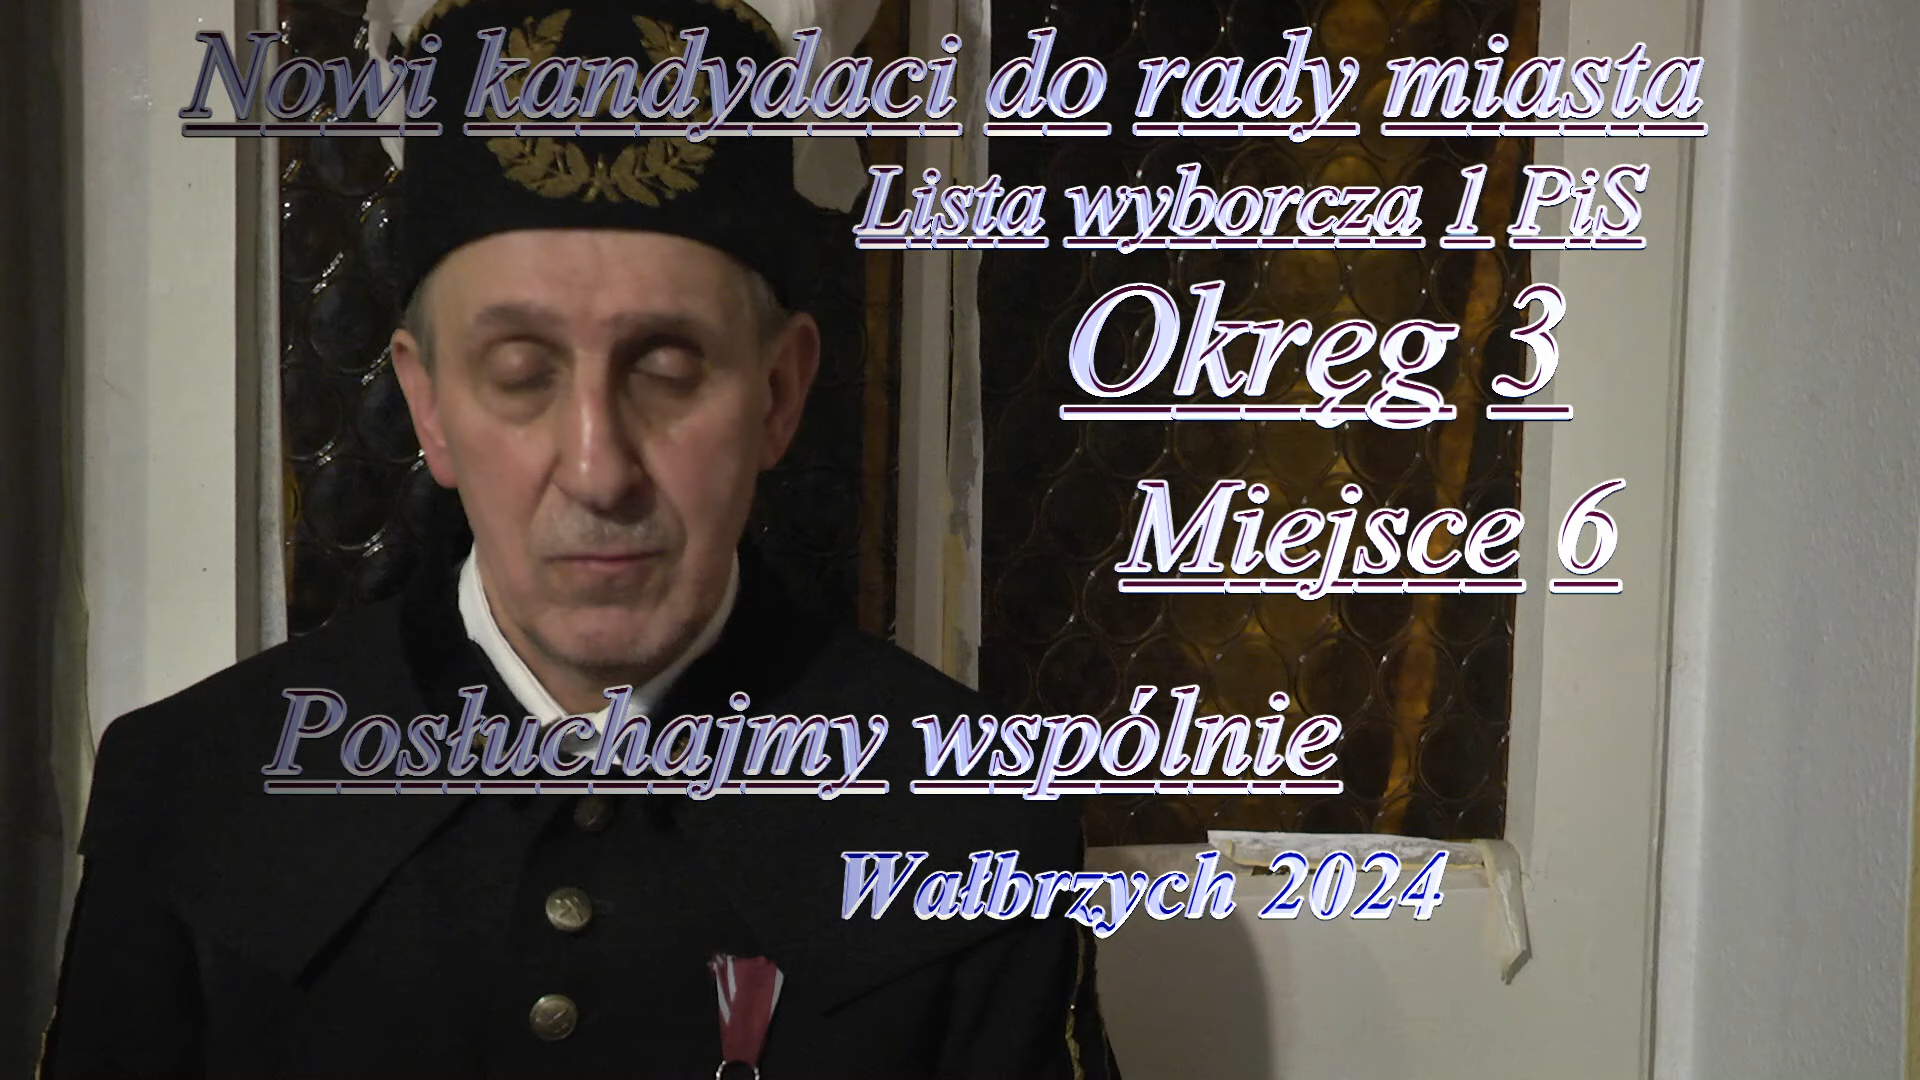 Nowi kandydaci do rady miasta
Lista wyborcza 1 PiS
Okręg 3
Miejsce 6
Posłuchajmy wspólnie
Wałbrzych 2024